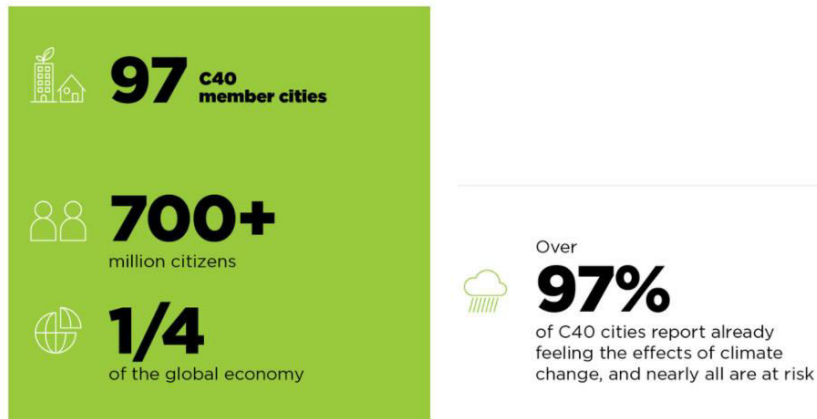 97 C40
member cities
700+
million citizens
1/4
of the global economy
Over
97%
of C40 cities report already
feeling the effects of climate
change, and nearly all are at risk